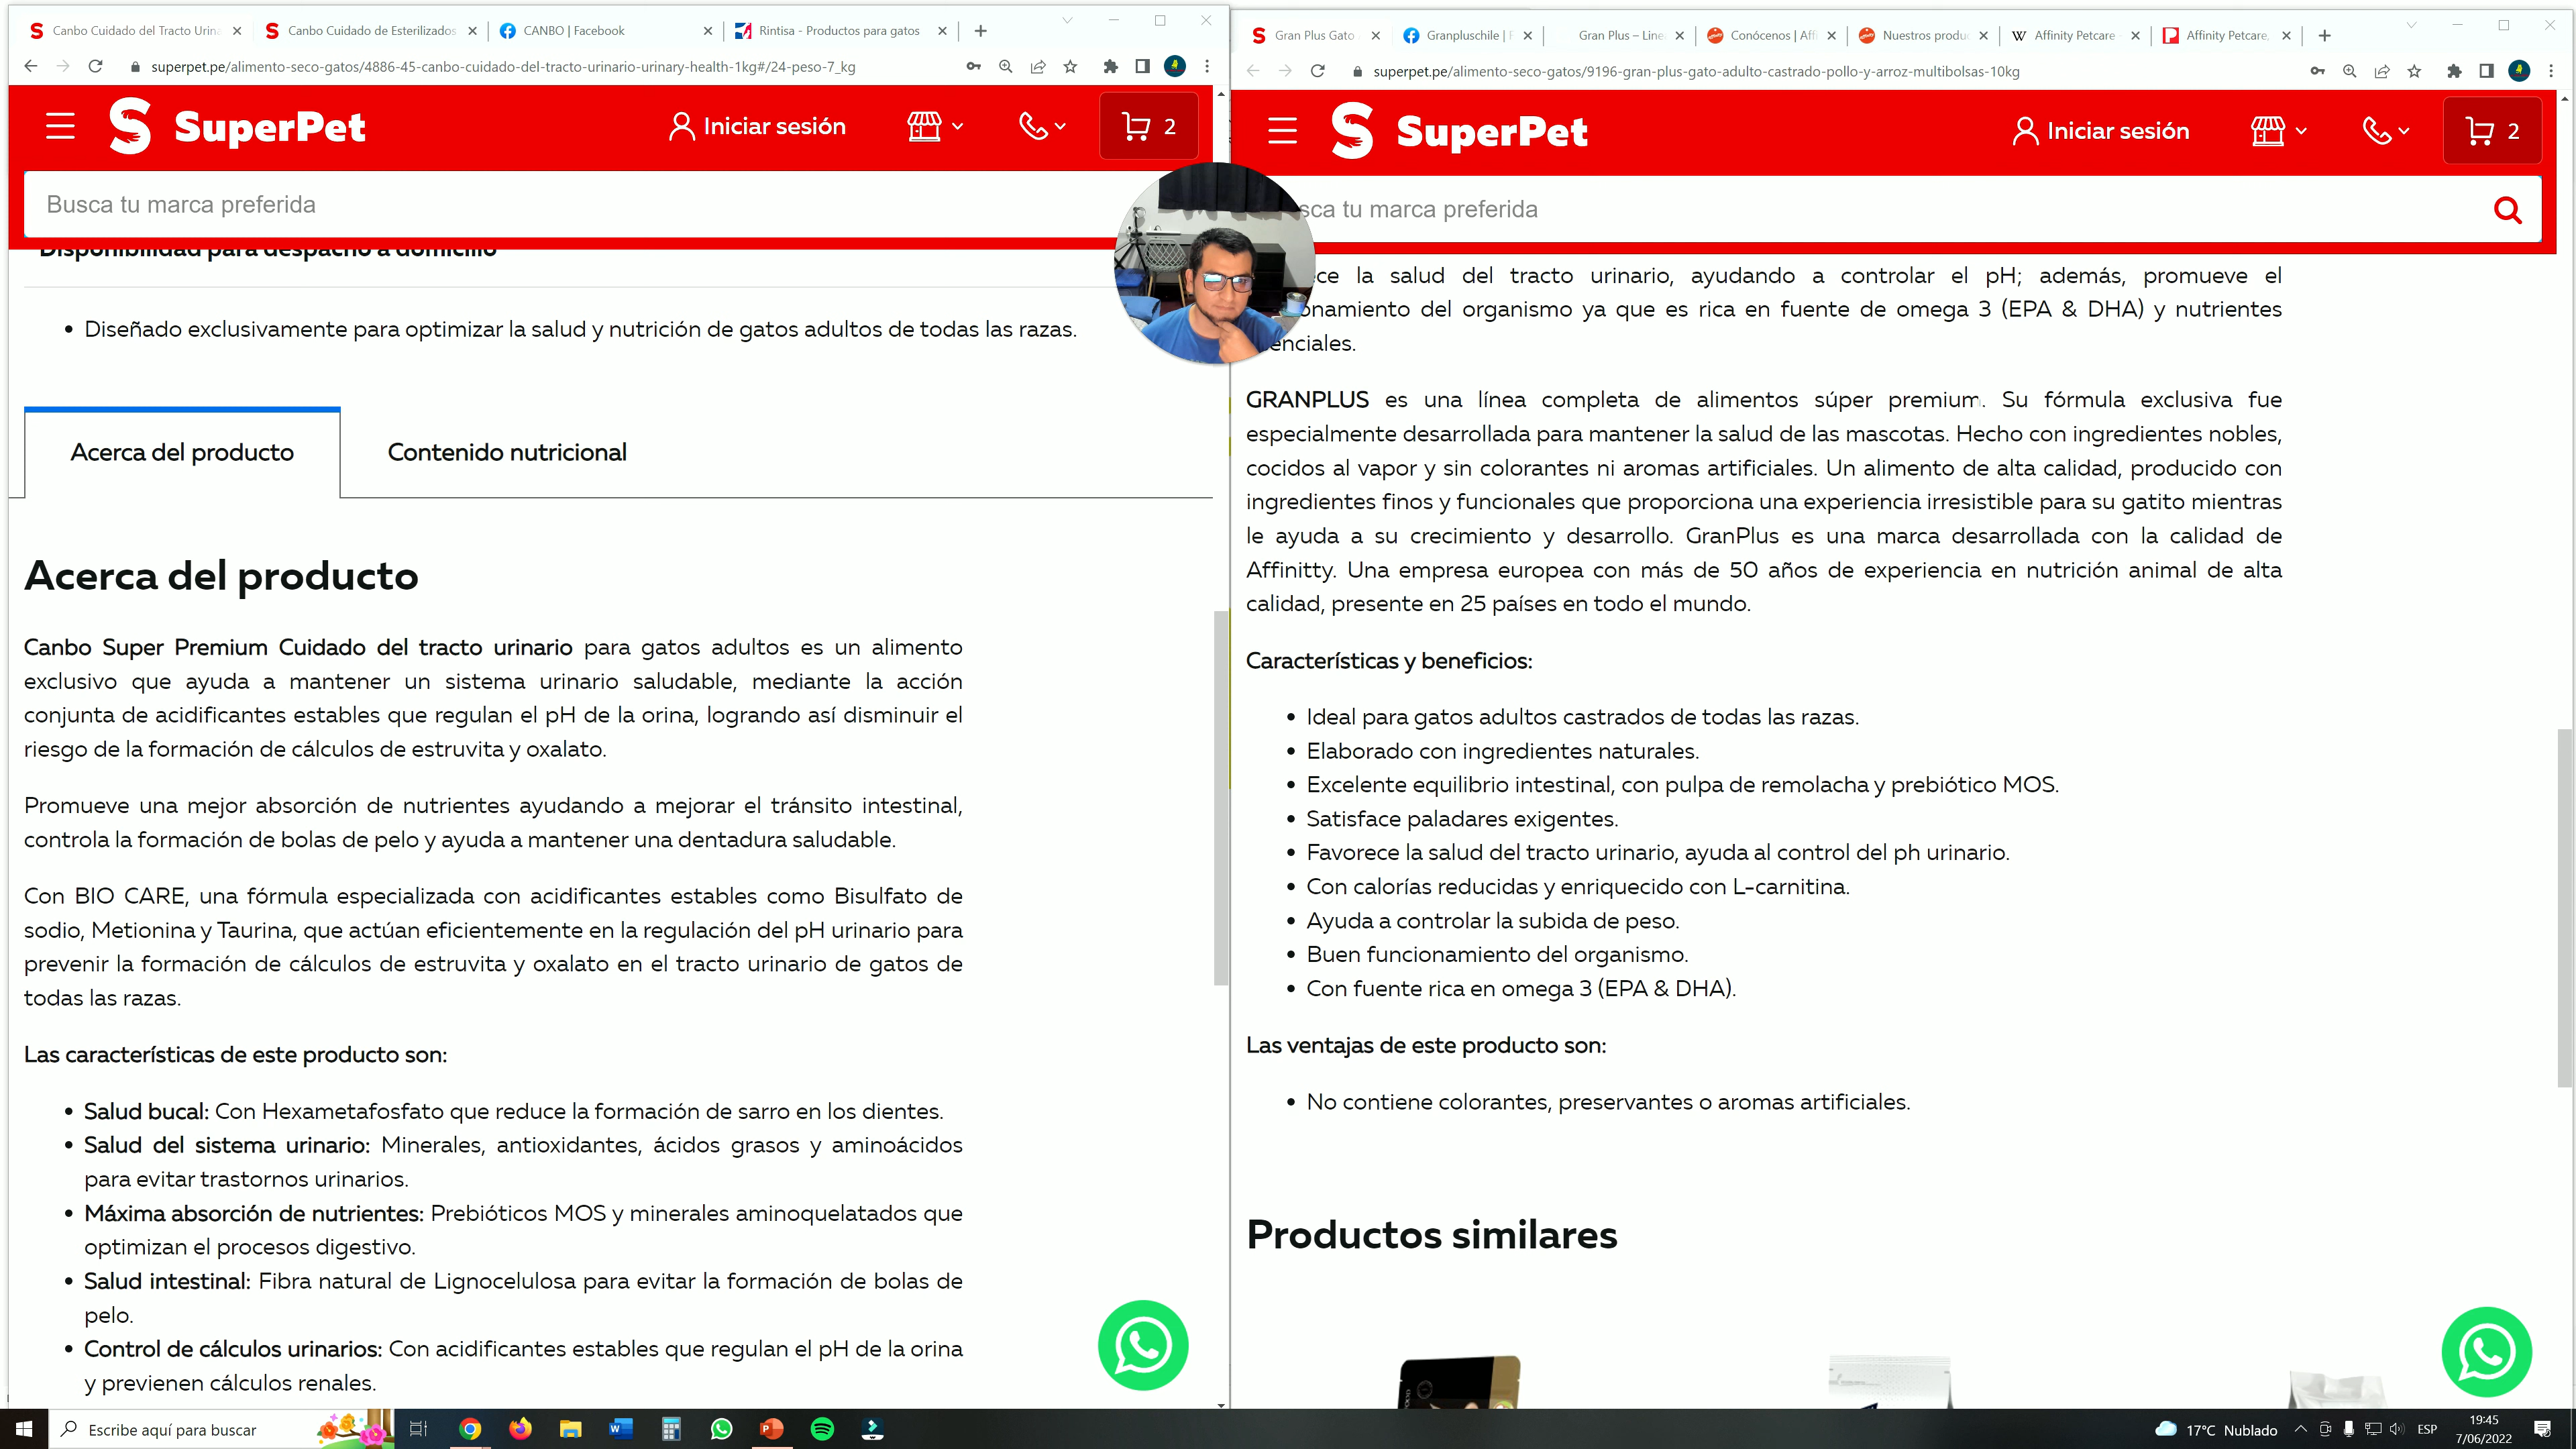 Canbo Cuidado del Tracto Urin
Canbo Cuidado de Esterilizados
CANBO | Facebook
Rintisa - Productos para gatos
superpet.pe/alimento-seco-gatos/4886-45-canbo-cuidado-del-tracto-urinario-urinary-health-1kg#/24-peso-7_kg
SuperPet
Iniciar sesión
2
Busca tu marca preferida
Disponibilidad para despacho a domicilio
Diseñado exclusivamente para optimizar la salud y nutrición de gatos adultos de todas las razas.
Acerca del producto
Contenido nutricional
Acerca del producto
Canbo Super Premium Cuidado del tracto urinario para gatos adultos es un alimento
exclusivo que ayuda a mantener un sistema urinario saludable, mediante la acción
conjunta de acidificantes estables que regulan el pH de la orina, logrando así disminuir el
riesgo de la formación de cálculos de estruvita y oxalato.
Promueve una mejor absorción de nutrientes ayudando a mejorar el tránsito intestinal,
controla la formación de bolas de pelo y ayuda a mantener una dentadura saludable.
Con BIO CARE, una fórmula especializada con acidificantes estables como Bisulfato de
sodio, Metionina y Taurina, que actúan eficientemente en la regulación del pH urinario para
prevenir la formación de cálculos de estruvita y oxalato en el tracto urinario de gatos de
todas las razas.
Las características de este producto son:
Salud bucal: Con Hexametafosfato que reduce la formación de sarro en los dientes.
Salud del sistema urinario: Minerales, antioxidantes, ácidos grasos y aminoácidos
para evitar trastornos urinarios.
Máxima absorción de nutrientes: Prebióticos MOS y minerales aminoquelatados que
optimizan el procesos digestivo.
Salud intestinal: Fibra natural de Lignocelulosa para evitar la formación de bolas de
pelo.
Control de cálculos urinarios: Con acidificantes estables que regulan el pH de la orina
y previenen cálculos renales.
Gran Plus Gato
Granpluschile | F
Gran Plus – Line
Conócenos | Affi
Nuestros produc
Affinity Petcare -
Affinity Petcare,
superpet.pe/alimento-seco-gatos/9196-gran-plus-gato-adulto-castrado-pollo-y-arroz-multibolsas-10kg
SuperPet
Iniciar sesión
2
sca tu marca preferida
ece la salud del tracto urinario, ayudando a controlar el pH; además, promueve el
onamiento del organismo ya que es rica en fuente de omega 3 (EPA & DHA) y nutrientes
enciales.
GRANPLUS es una línea completa de alimentos súper premium. Su fórmula exclusiva fue
especialmente desarrollada para mantener la salud de las mascotas. Hecho con ingredientes nobles,
cocidos al vapor y sin colorantes ni aromas artificiales. Un alimento de alta calidad, producido con
ingredientes finos y funcionales que proporciona una experiencia irresistible para su gatito mientras
le ayuda a su crecimiento y desarrollo. GranPlus es una marca desarrollada con la calidad de
Affinitty. Una empresa europea con más de 50 años de experiencia en nutrición animal de alta
calidad, presente en 25 países en todo el mundo.
Características y beneficios:
Ideal para gatos adultos castrados de todas las razas.
Elaborado con ingredientes naturales.
Excelente equilibrio intestinal, con pulpa de remolacha y prebiótico MOS.
Satisface paladares exigentes.
Favorece la salud del tracto urinario, ayuda al control del ph urinario.
Con calorías reducidas y enriquecido con L-carnitina.
Ayuda a controlar la subida de peso.
Buen funcionamiento del organismo.
Con fuente rica en omega 3 (EPA & DHA).
Las ventajas de este producto son:
No contiene colorantes, preservantes o aromas artificiales.
Productos similares
Escribe aquí para buscar
17°C Nublado
ESP
19:45
7/06/2022